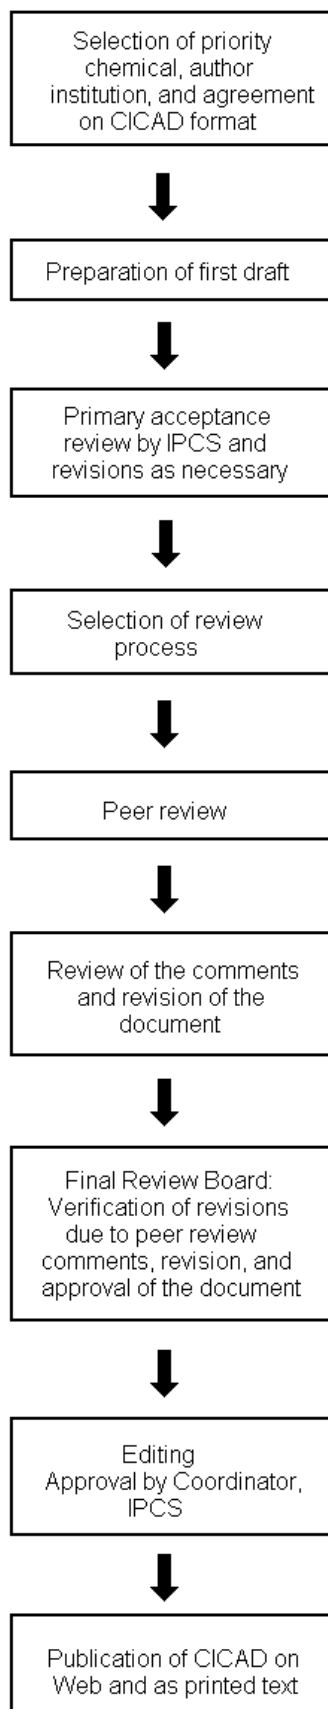 Selection of priority
chemical, author
institution, and agreement
on CICAD format
Preparation of first draft
Primary acceptance
review by IPCS and
revisions as necessary
Selection of review
process
Peer review
Review of the comments
and revision of the
document
Final Review Board:
Verification of revisions
due to peer review
comments, revision, and
approval of the document
Editing
Approval by Coordinator,
IPCS
Publication of CICAD on
Web and as printed text